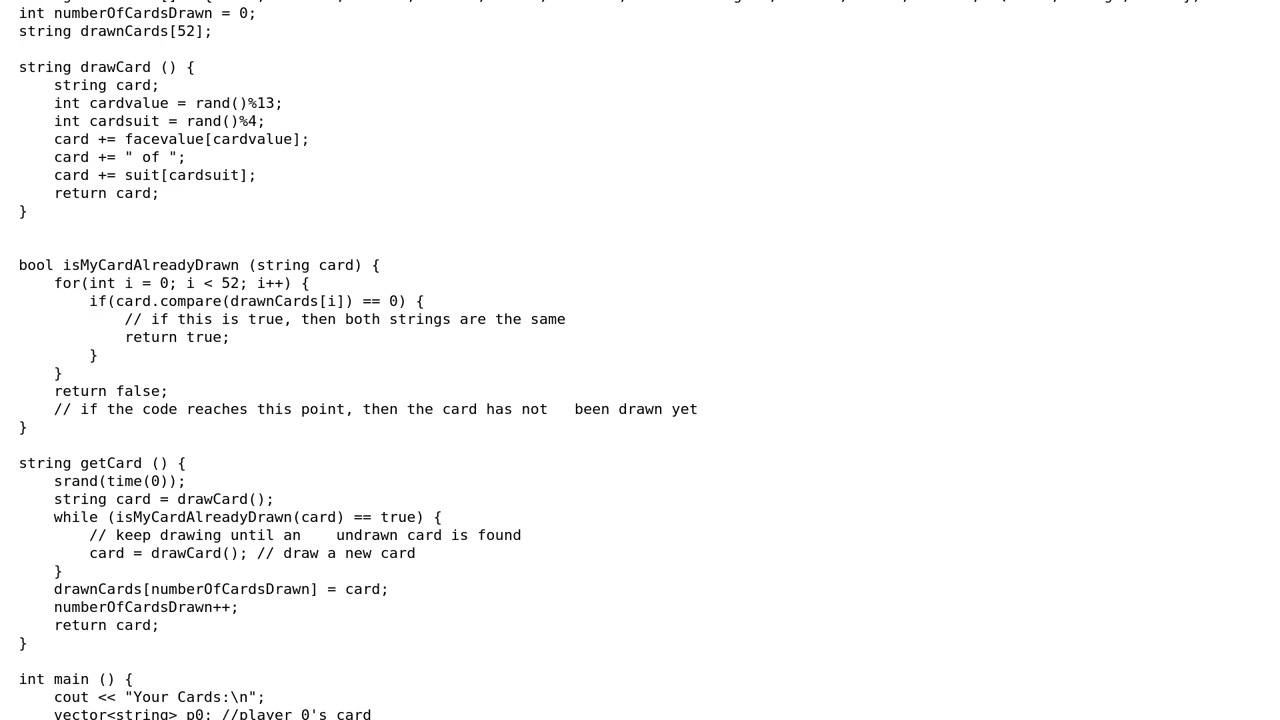 int numberOfCardsDrawn = 0;
string drawnCards[52];
string drawCard () {
    string card;
    int cardvalue = rand()%13;
    int cardsuit = rand()%4;
    card += facevalue[cardvalue];
    card += " of ";
    card += suit[cardsuit];
    return card;
}
bool isMyCardAlreadyDrawn (string card) {
    for(int i = 0; i < 52; i++) {
        if(card.compare(drawnCards[i]) == 0) {
            // if this is true, then both strings are the same
            return true;
        }
    }
    return false;
    // if the code reaches this point, then the card has not   been drawn yet
}
string getCard () {
    srand(time(0));
    string card = drawCard();
    while (isMyCardAlreadyDrawn(card) == true) {
        // keep drawing until an    undrawn card is found
        card = drawCard(); // draw a new card
    }
    drawnCards[numberOfCardsDrawn] = card;
    numberOfCardsDrawn++;
    return card;
}
int main () {
    cout << "Your Cards:\n";
    vector<string> p0; //player 0's card